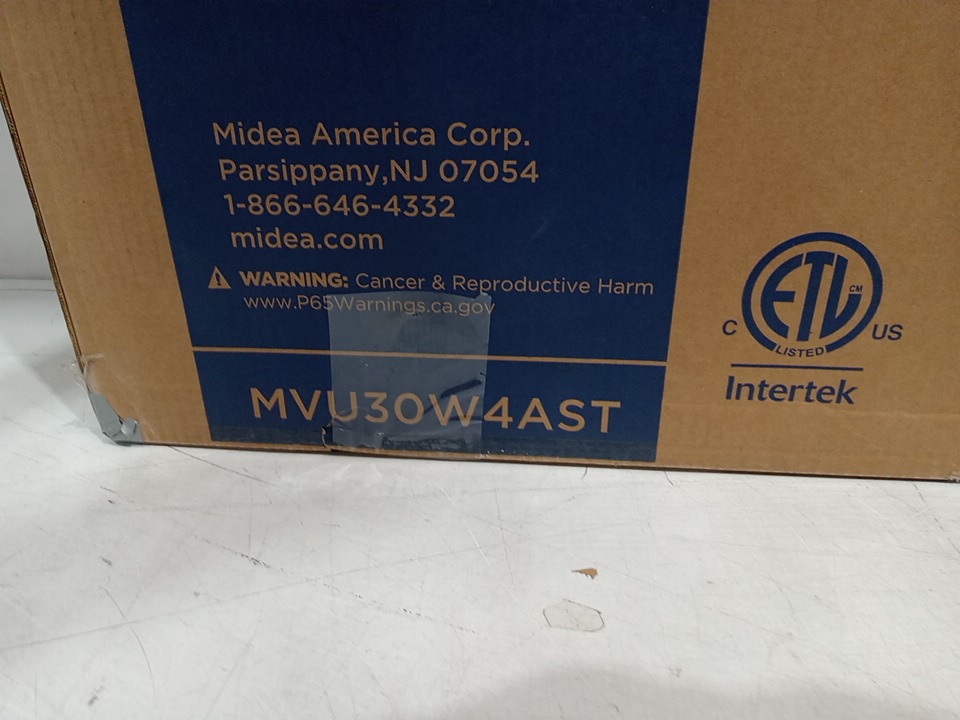 Midea America Corp.
Parsippany,NJ 07054
1-866-646-4332
midea.com
WARNING: Cancer & Reproductive Harm
www.P65Warnings.ca.gov
MVU30W4AST
ETL CM
C US
LISTED
Intertek